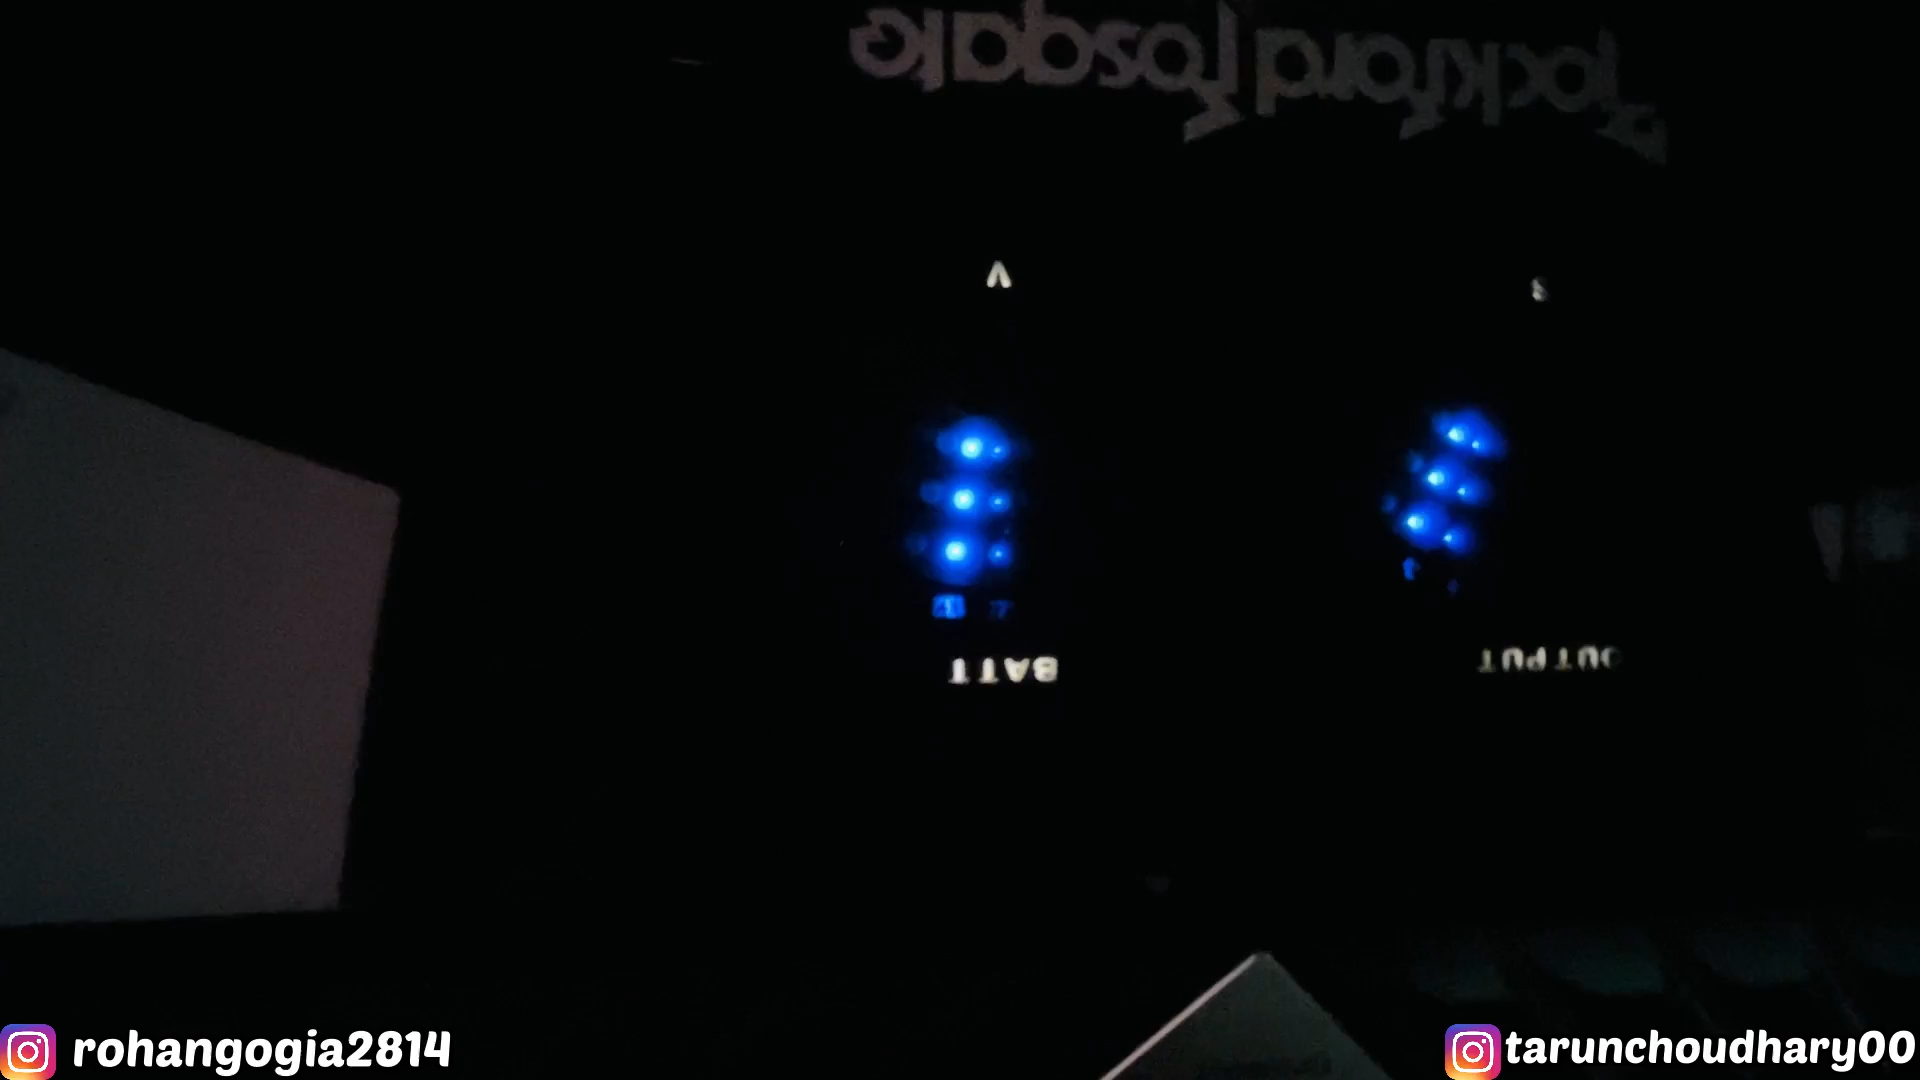 Rockford Fosgate
V
BATT
OUTPUT
rohangogia2814
tarunchoudhary00